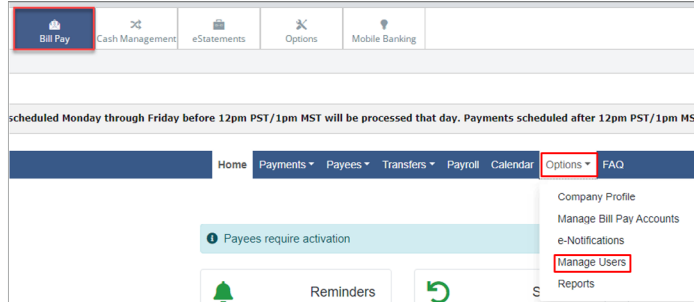 Bill Pay
Cash Management
eStatements
Options
Mobile Banking
scheduled Monday through Friday before 12pm PST/1pm MST will be processed that day. Payments scheduled after 12pm PST/1pm
Home Payments Payees Transfers Payroll Calendar Options FAQ
Company Profile
Manage Bill Pay Accounts
e-Notifications
Manage Users
Reports
Payees require activation
Reminders